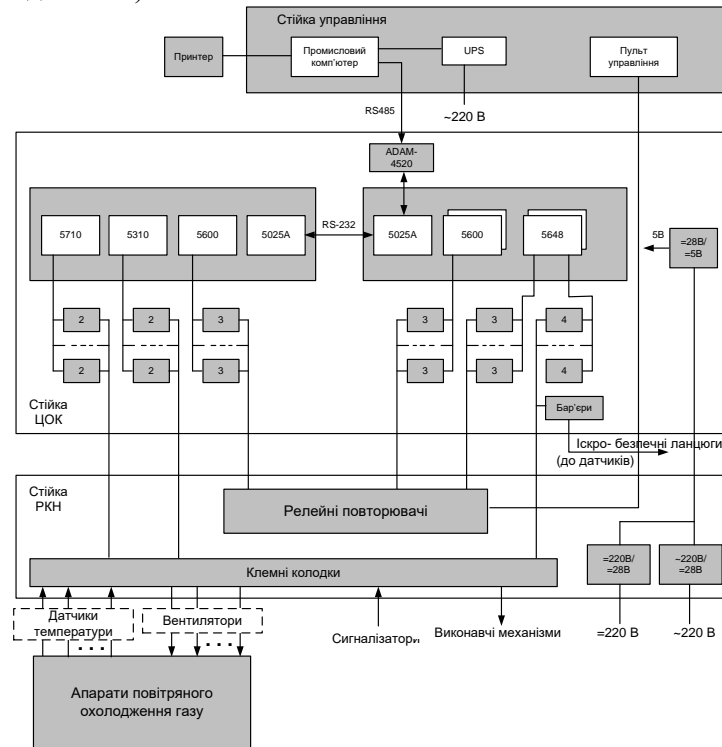 Стійка управління
Принтер
Промисловий
комп'ютер
UPS
Пульт
управління
RS485
~220 В
ADAM-
4520
5710
5310
5600
5025A
RS-232
5025A
5600
5648
5В
=28В/
=5В
2
2
3
3
3
4
2
2
3
3
3
4
Стійка
ЦОК
Бар'єри
Іскро- безпечні ланцюги
(до датчиків)
Стійка
РКН
Релейні повторювачі
Клемні колодки
=220В/
=28В
~220В/
=28В
Датчики
температури
Вентилятори
Сигналізатори
Виконавчі механізми
=220 В
~220 В
. . .
. . .
Апарати повітряного
охолодження газу